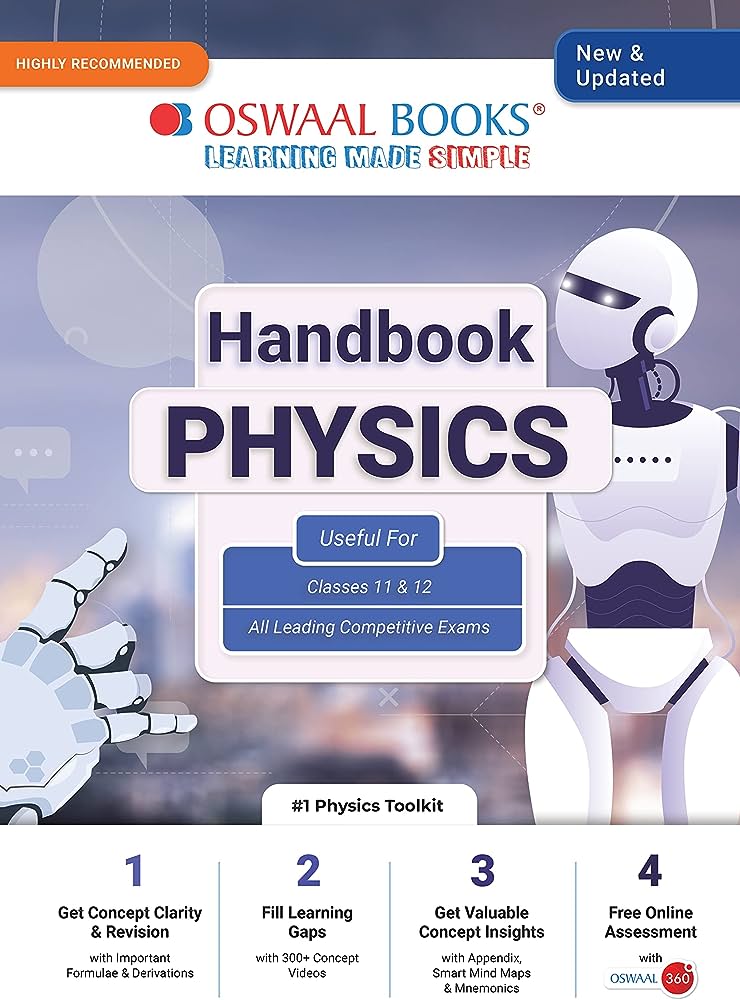 HIGHLY RECOMMENDED
New &
Updated
OSWAAL BOOKS®
LEARNING MADE SIMPLE
Handbook
PHYSICS
Useful For
Classes 11 & 12
All Leading Competitive Exams
#1 Physics Toolkit
1
Get Concept Clarity
& Revision
with Important
Formulae & Derivations
2
Fill Learning
Gaps
with 300+ Concept
Videos
3
Get Valuable
Concept Insights
with Appendix,
Smart Mind Maps
& Mnemonics
4
Free Online
Assessment
with
OSWAAL 360°